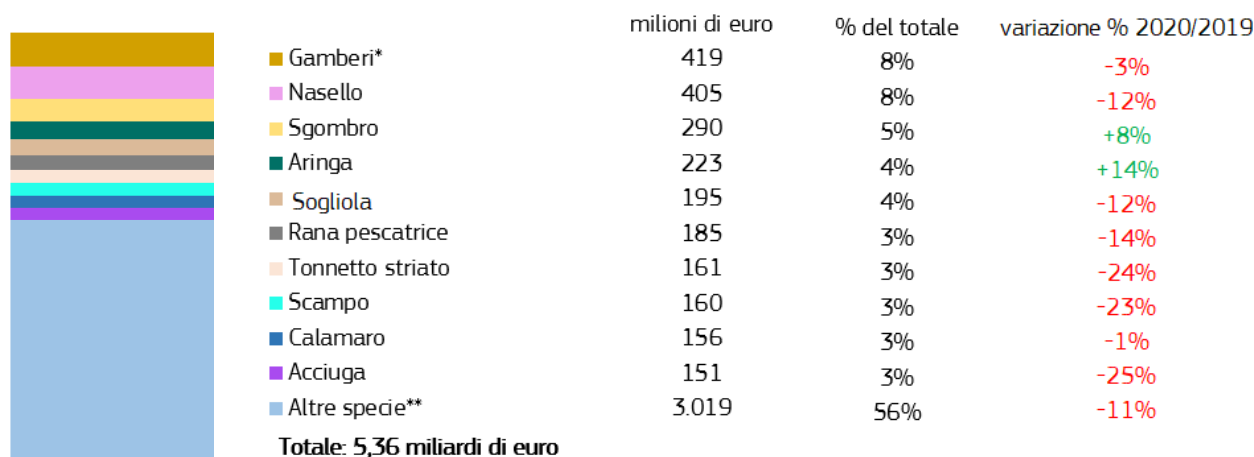 milioni di euro % del totale variazione % 2020/2019
Gamberi* 419 8% -3%
Nasello 405 8% -12%
Sgombro 290 5% +8%
Aringa 223 4% +14%
Sogliola 195 4% -12%
Rana pescatrice 185 3% -14%
Tonnetto striato 161 3% -24%
Scampo 160 3% -23%
Calamaro 156 3% -1%
Acciuga 151 3% -25%
Altre specie** 3.019 56% -11%
Totale: 5,36 miliardi di euro